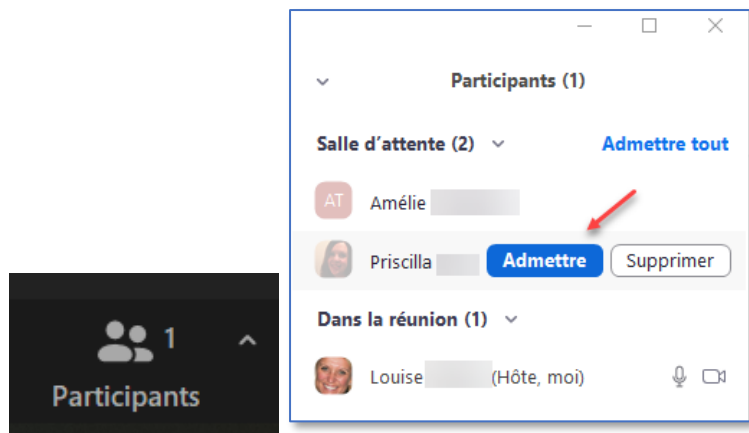 1
Participants
Participants (1)
Salle d'attente (2) Admettre tout
AT Amélie
Priscilla Admettre Supprimer
Dans la réunion (1)
Louise (Hôte, moi)